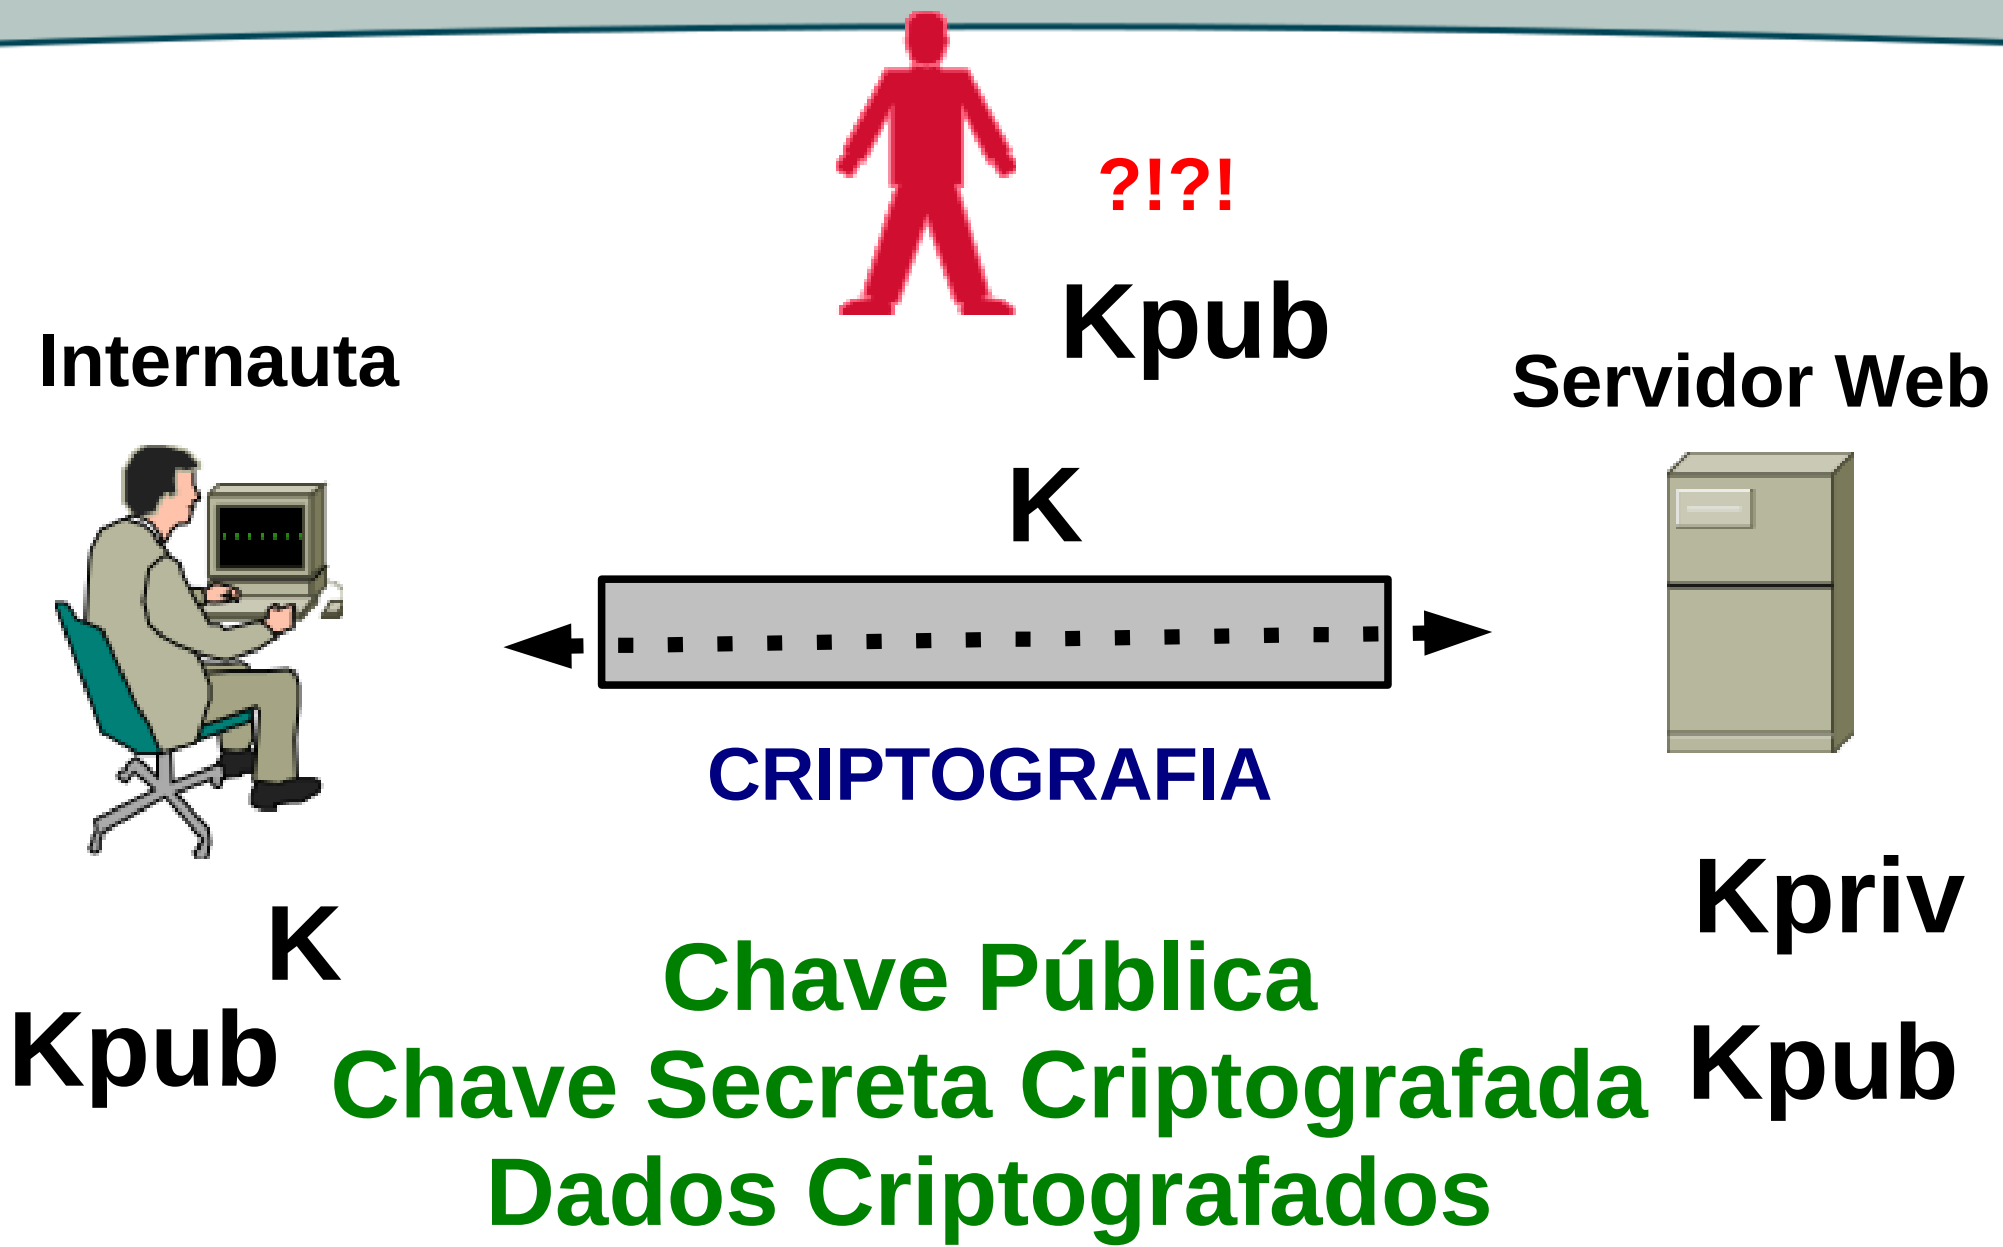 ?!?!
Kpub
Internauta
Servidor Web
K
CRIPTOGRAFIA
Kpriv
K
Chave Pública
Kpub
Kpub
Chave Secreta Criptografada
Dados Criptografados